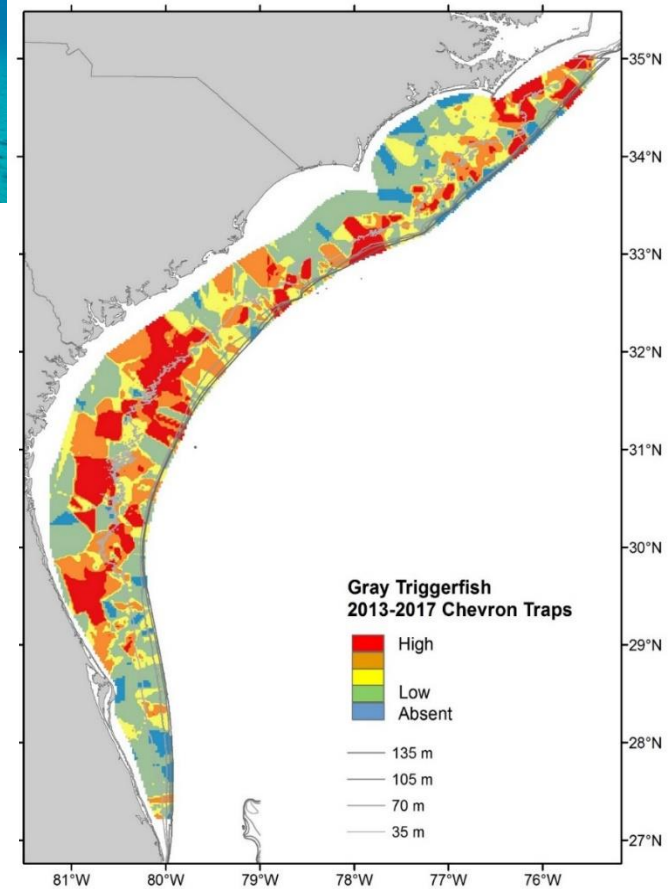 35°N
34°N
33°N
32°N
31°N
30°N
29°N
28°N
27°N
Gray Triggerfish
2013-2017 Chevron Traps
High
Low
Absent
135 m
105 m
70 m
35 m
81°W 80°W 79°W 78°W 77°W 76°W